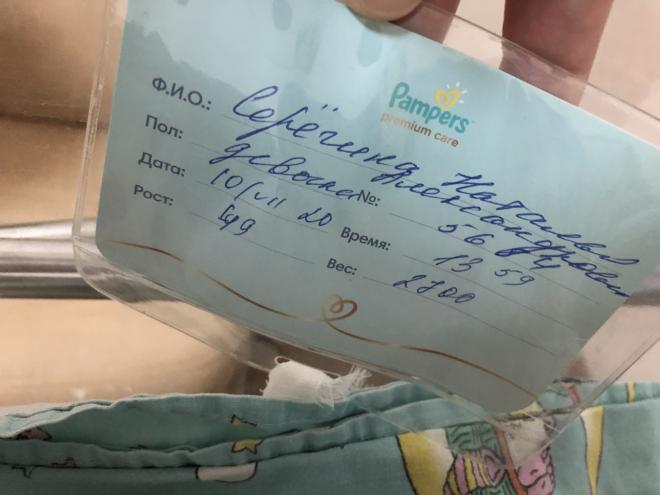 Pampers
premium care
Ф.И.О.: Серёгина Наталья
Александровна
Пол: девочка №: 5674
Дата: 10/VII 20 Время: 13 59
Рост: 49 Вес: 2700